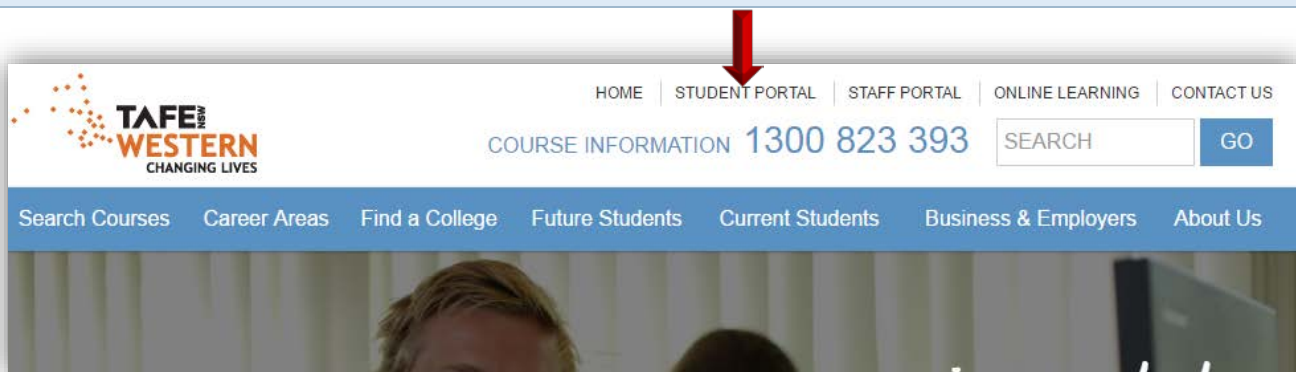 HOME STUDENT PORTAL STAFF PORTAL ONLINE LEARNING CONTACT US
TAFE NSW
WESTERN
CHANGING LIVES
COURSE INFORMATION 1300 823 393 SEARCH GO
Search Courses Career Areas Find a College Future Students Current Students Business & Employers About Us